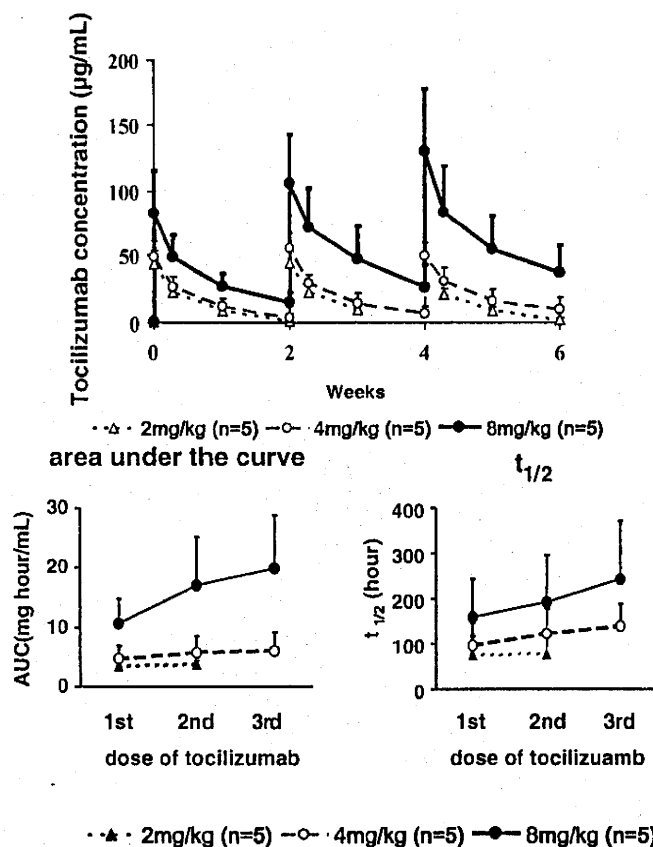 Tocilizumab concentration (µg/mL)
200
150
100
50
0
0 2 4 6
Weeks
2mg/kg (n=5) 4mg/kg (n=5) 8mg/kg (n=5)
area under the curve
t1/2
AUC(mg hour/mL)
30
20
10
0
1st 2nd 3rd
dose of tocilizumab
t 1/2 (hour)
400
300
200
100
0
1st 2nd 3rd
dose of tocilizuamb
2mg/kg (n=5) 4mg/kg (n=5) 8mg/kg (n=5)